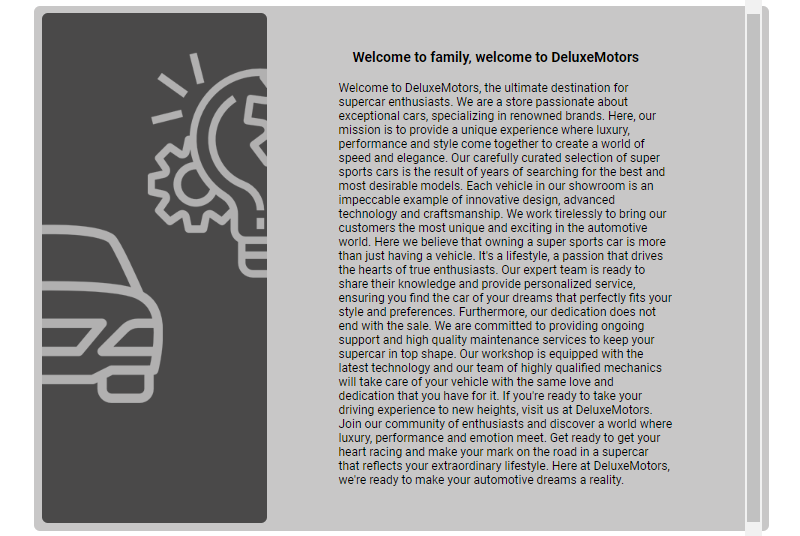 Welcome to family, welcome to DeluxeMotors
Welcome to DeluxeMotors, the ultimate destination for
supercar enthusiasts. We are a store passionate about
exceptional cars, specializing in renowned brands. Here, our
mission is to provide a unique experience where luxury,
performance and style come together to create a world of
speed and elegance. Our carefully curated selection of super
sports cars is the result of years of searching for the best and
most desirable models. Each vehicle in our showroom is an
impeccable example of innovative design, advanced
technology and craftsmanship. We work tirelessly to bring our
customers the most unique and exciting in the automotive
world. Here we believe that owning a super sports car is more
than just having a vehicle. It's a lifestyle, a passion that drives
the hearts of true enthusiasts. Our expert team is ready to
share their knowledge and provide personalized service,
ensuring you find the car of your dreams that perfectly fits your
style and preferences. Furthermore, our dedication does not
end with the sale. We are committed to providing ongoing
support and high quality maintenance services to keep your
supercar in top shape. Our workshop is equipped with the
latest technology and our team of highly qualified mechanics
will take care of your vehicle with the same love and
dedication that you have for it. If you're ready to take your
driving experience to new heights, visit us at DeluxeMotors.
Join our community of enthusiasts and discover a world where
luxury, performance and emotion meet. Get ready to get your
heart racing and make your mark on the road in a supercar
that reflects your extraordinary lifestyle. Here at DeluxeMotors,
we're ready to make your automotive dreams a reality.